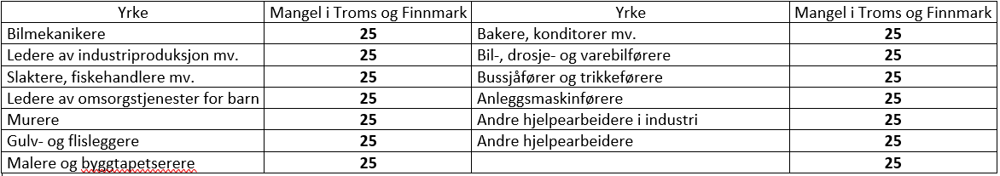 Yrke Mangel i Troms og Finnmark Yrke Mangel i Troms og Finnmark
Bilmekanikere 25 Bakere, konditorer mv. 25
Ledere av industriproduksjon mv. 25 Bil-, drosje- og varebilførere 25
Slaktere, fiskehandlere mv. 25 Bussjåfører og trikkeførere 25
Ledere av omsorgstjenester for barn 25 Anleggsmaskinførere 25
Murere 25 Andre hjelpearbeidere i industri 25
Gulv- og flisleggere 25 Andre hjelpearbeidere 25
Malere og byggtapetserere 25 25